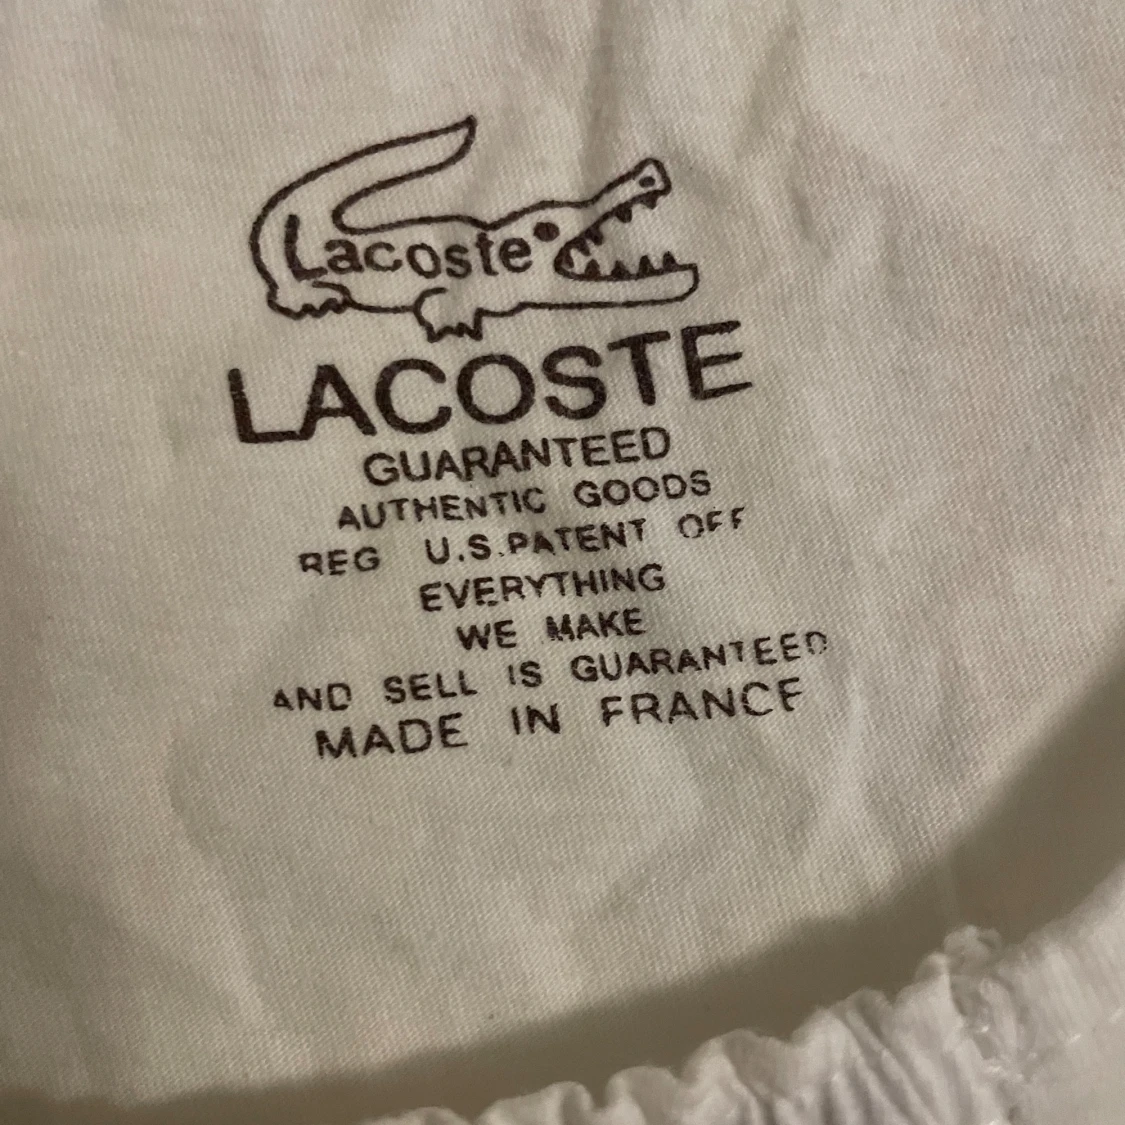 Lacoste
LACOSTE
GUARANTEED
AUTHENTIC GOODS
REG U.S.PATENT OFF
EVERYTHING
WE MAKE
AND SELL IS GUARANTEED
MADE IN FRANCE